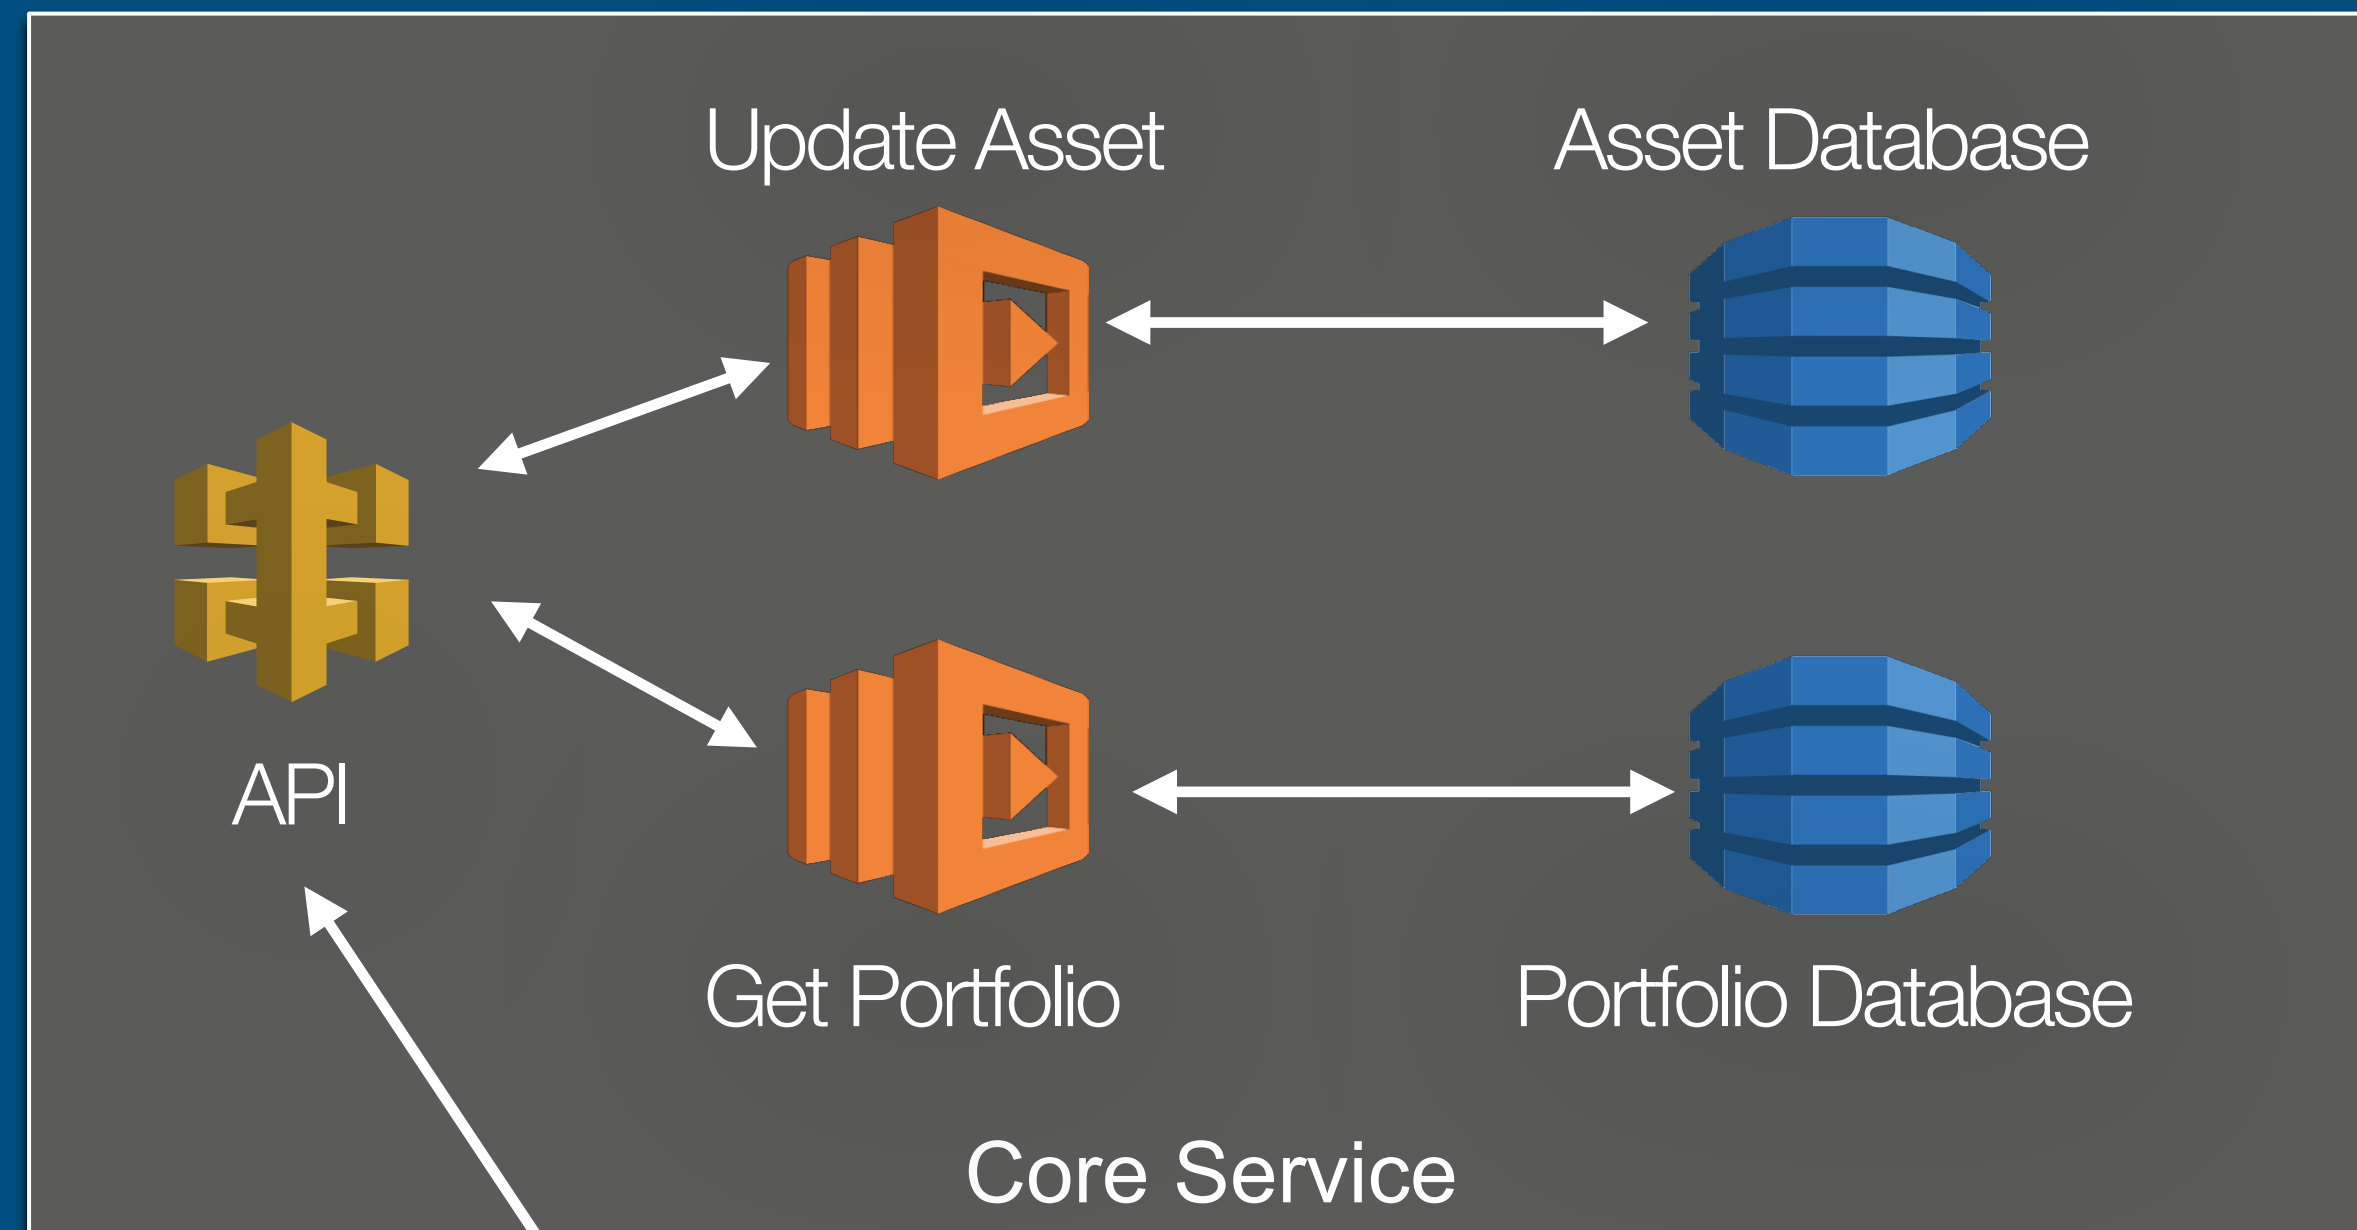 Update Asset
Asset Database
API
Get Portfolio
Portfolio Database
Core Service